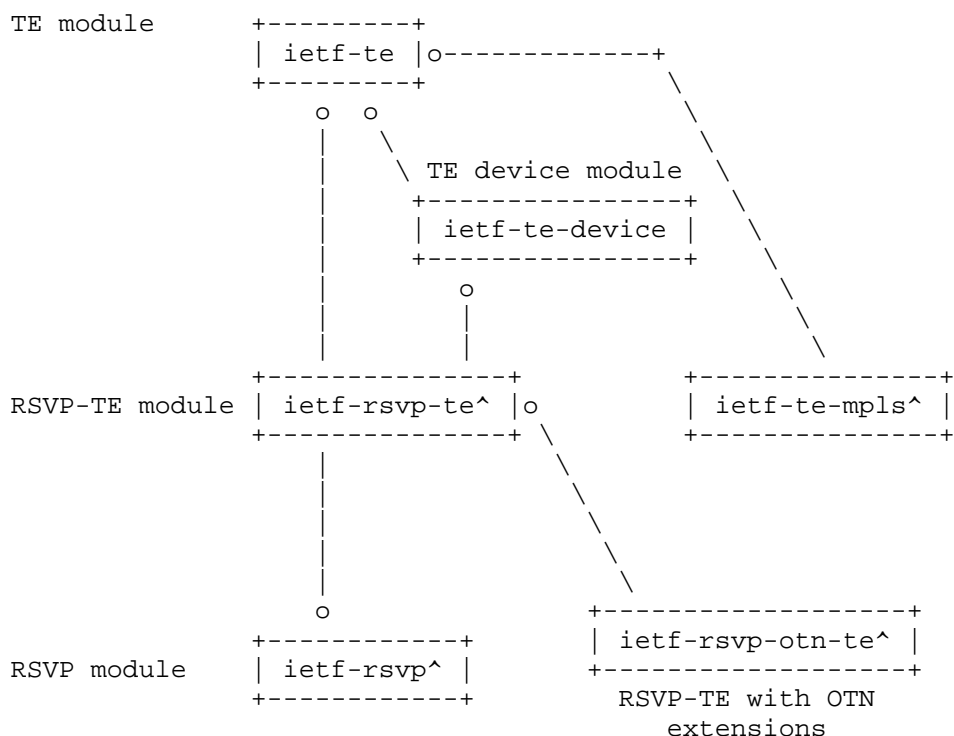 TE module
ietf-te
TE device module
ietf-te-device
RSVP-TE module
ietf-rsvp-te^
ietf-te-mpls^
ietf-rsvp-otn-te^
RSVP module
ietf-rsvp^
RSVP-TE with OTN
extensions